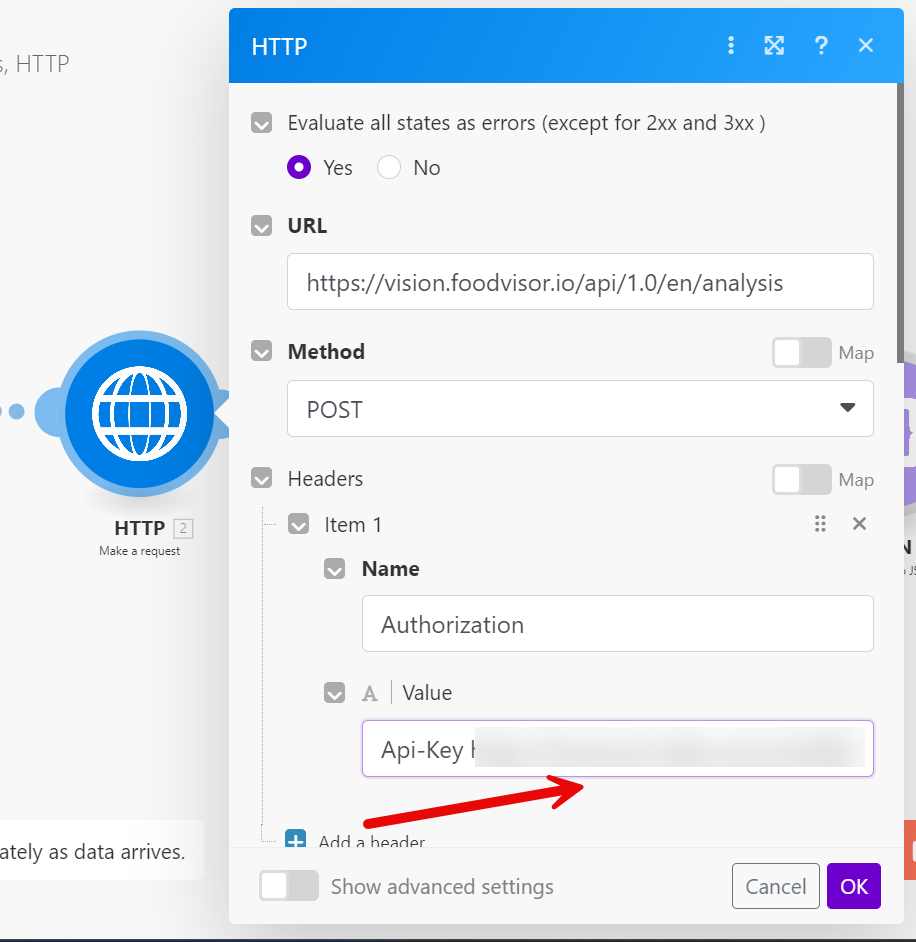 HTTP
?
s, HTTP
Evaluate all states as errors (except for 2xx and 3xx )
Yes No
URL
https://vision.foodvisor.io/api/1.0/en/analysis
Method Map
POST
Headers Map
Item 1
HTTP 2
Make a request
Name
Authorization
A Value
Api-Key
Add a header
ately as data arrives.
Show advanced settings
Cancel OK